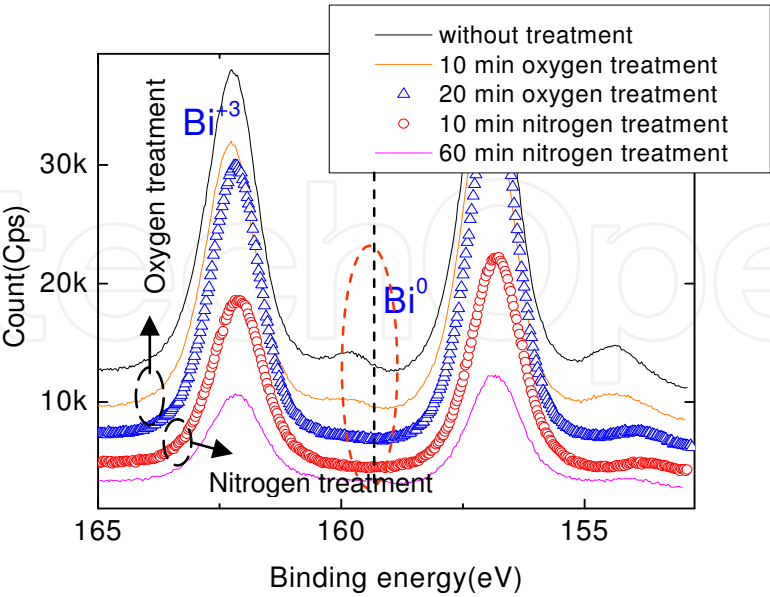 without treatment
10 min oxygen treatment
20 min oxygen treatment
10 min nitrogen treatment
60 min nitrogen treatment
Bi+3
Oxygen treatment
30k
20k
10k
Count(Cps)
Bi0
Nitrogen treatment
165
160
155
Binding energy(eV)
techOpe